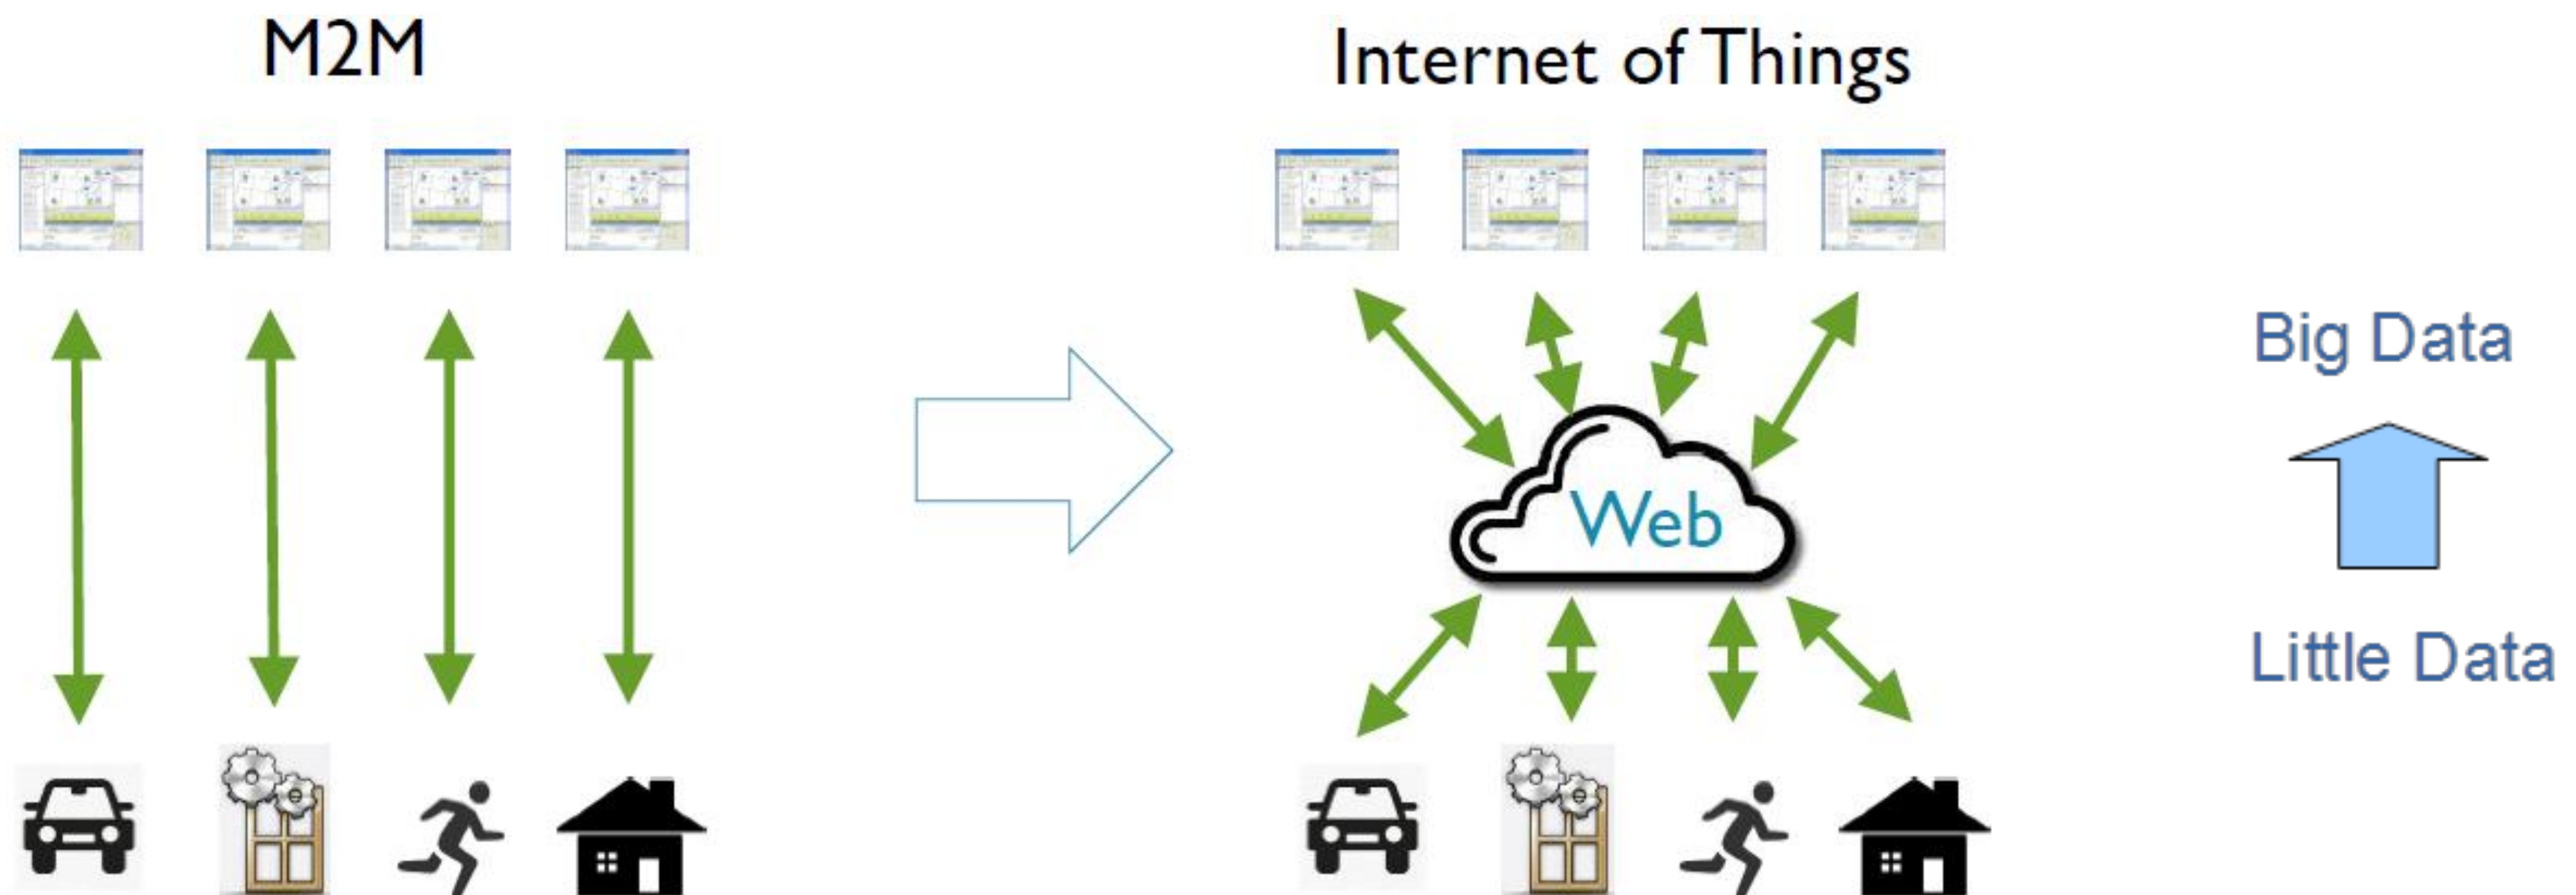 M2M
Internet of Things
Big Data
Web
Little Data